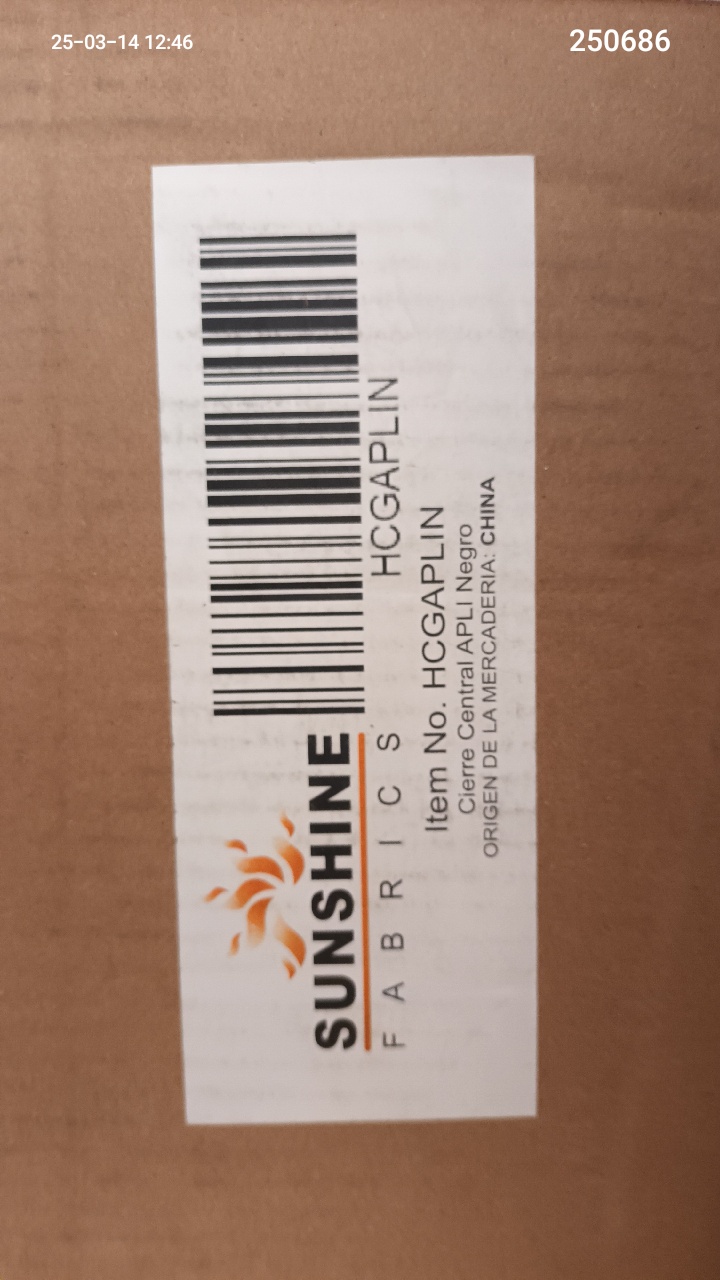 25-03-14 12:46
250686
SUNSHINE
FABRICS
HCGAPLIN
Item No. HCGAPLIN
Cierre Central APLI Negro
ORIGEN DE LA MERCADERIA: CHINA